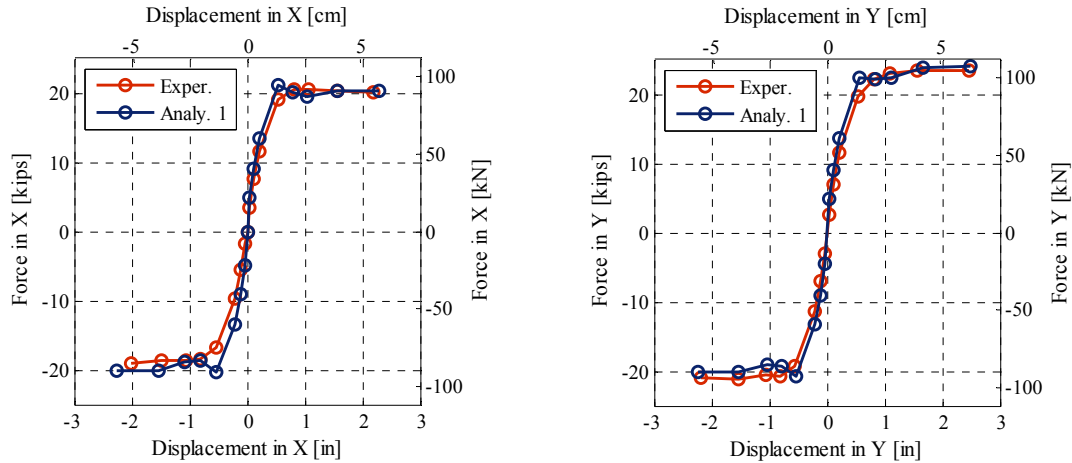 Displacement in X [cm]
-5 0 5
Force in X [kips]
20
10
0
-10
-20
Exper.
Analy. 1
100
50
0
-50
-100
Force in X [kN]
-3 -2 -1 0 1 2 3
Displacement in X [in]
Displacement in Y [cm]
-5 0 5
Force in Y [kips]
20
10
0
-10
-20
Exper.
Analy. 1
100
50
0
-50
-100
Force in Y [kN]
-3 -2 -1 0 1 2 3
Displacement in Y [in]